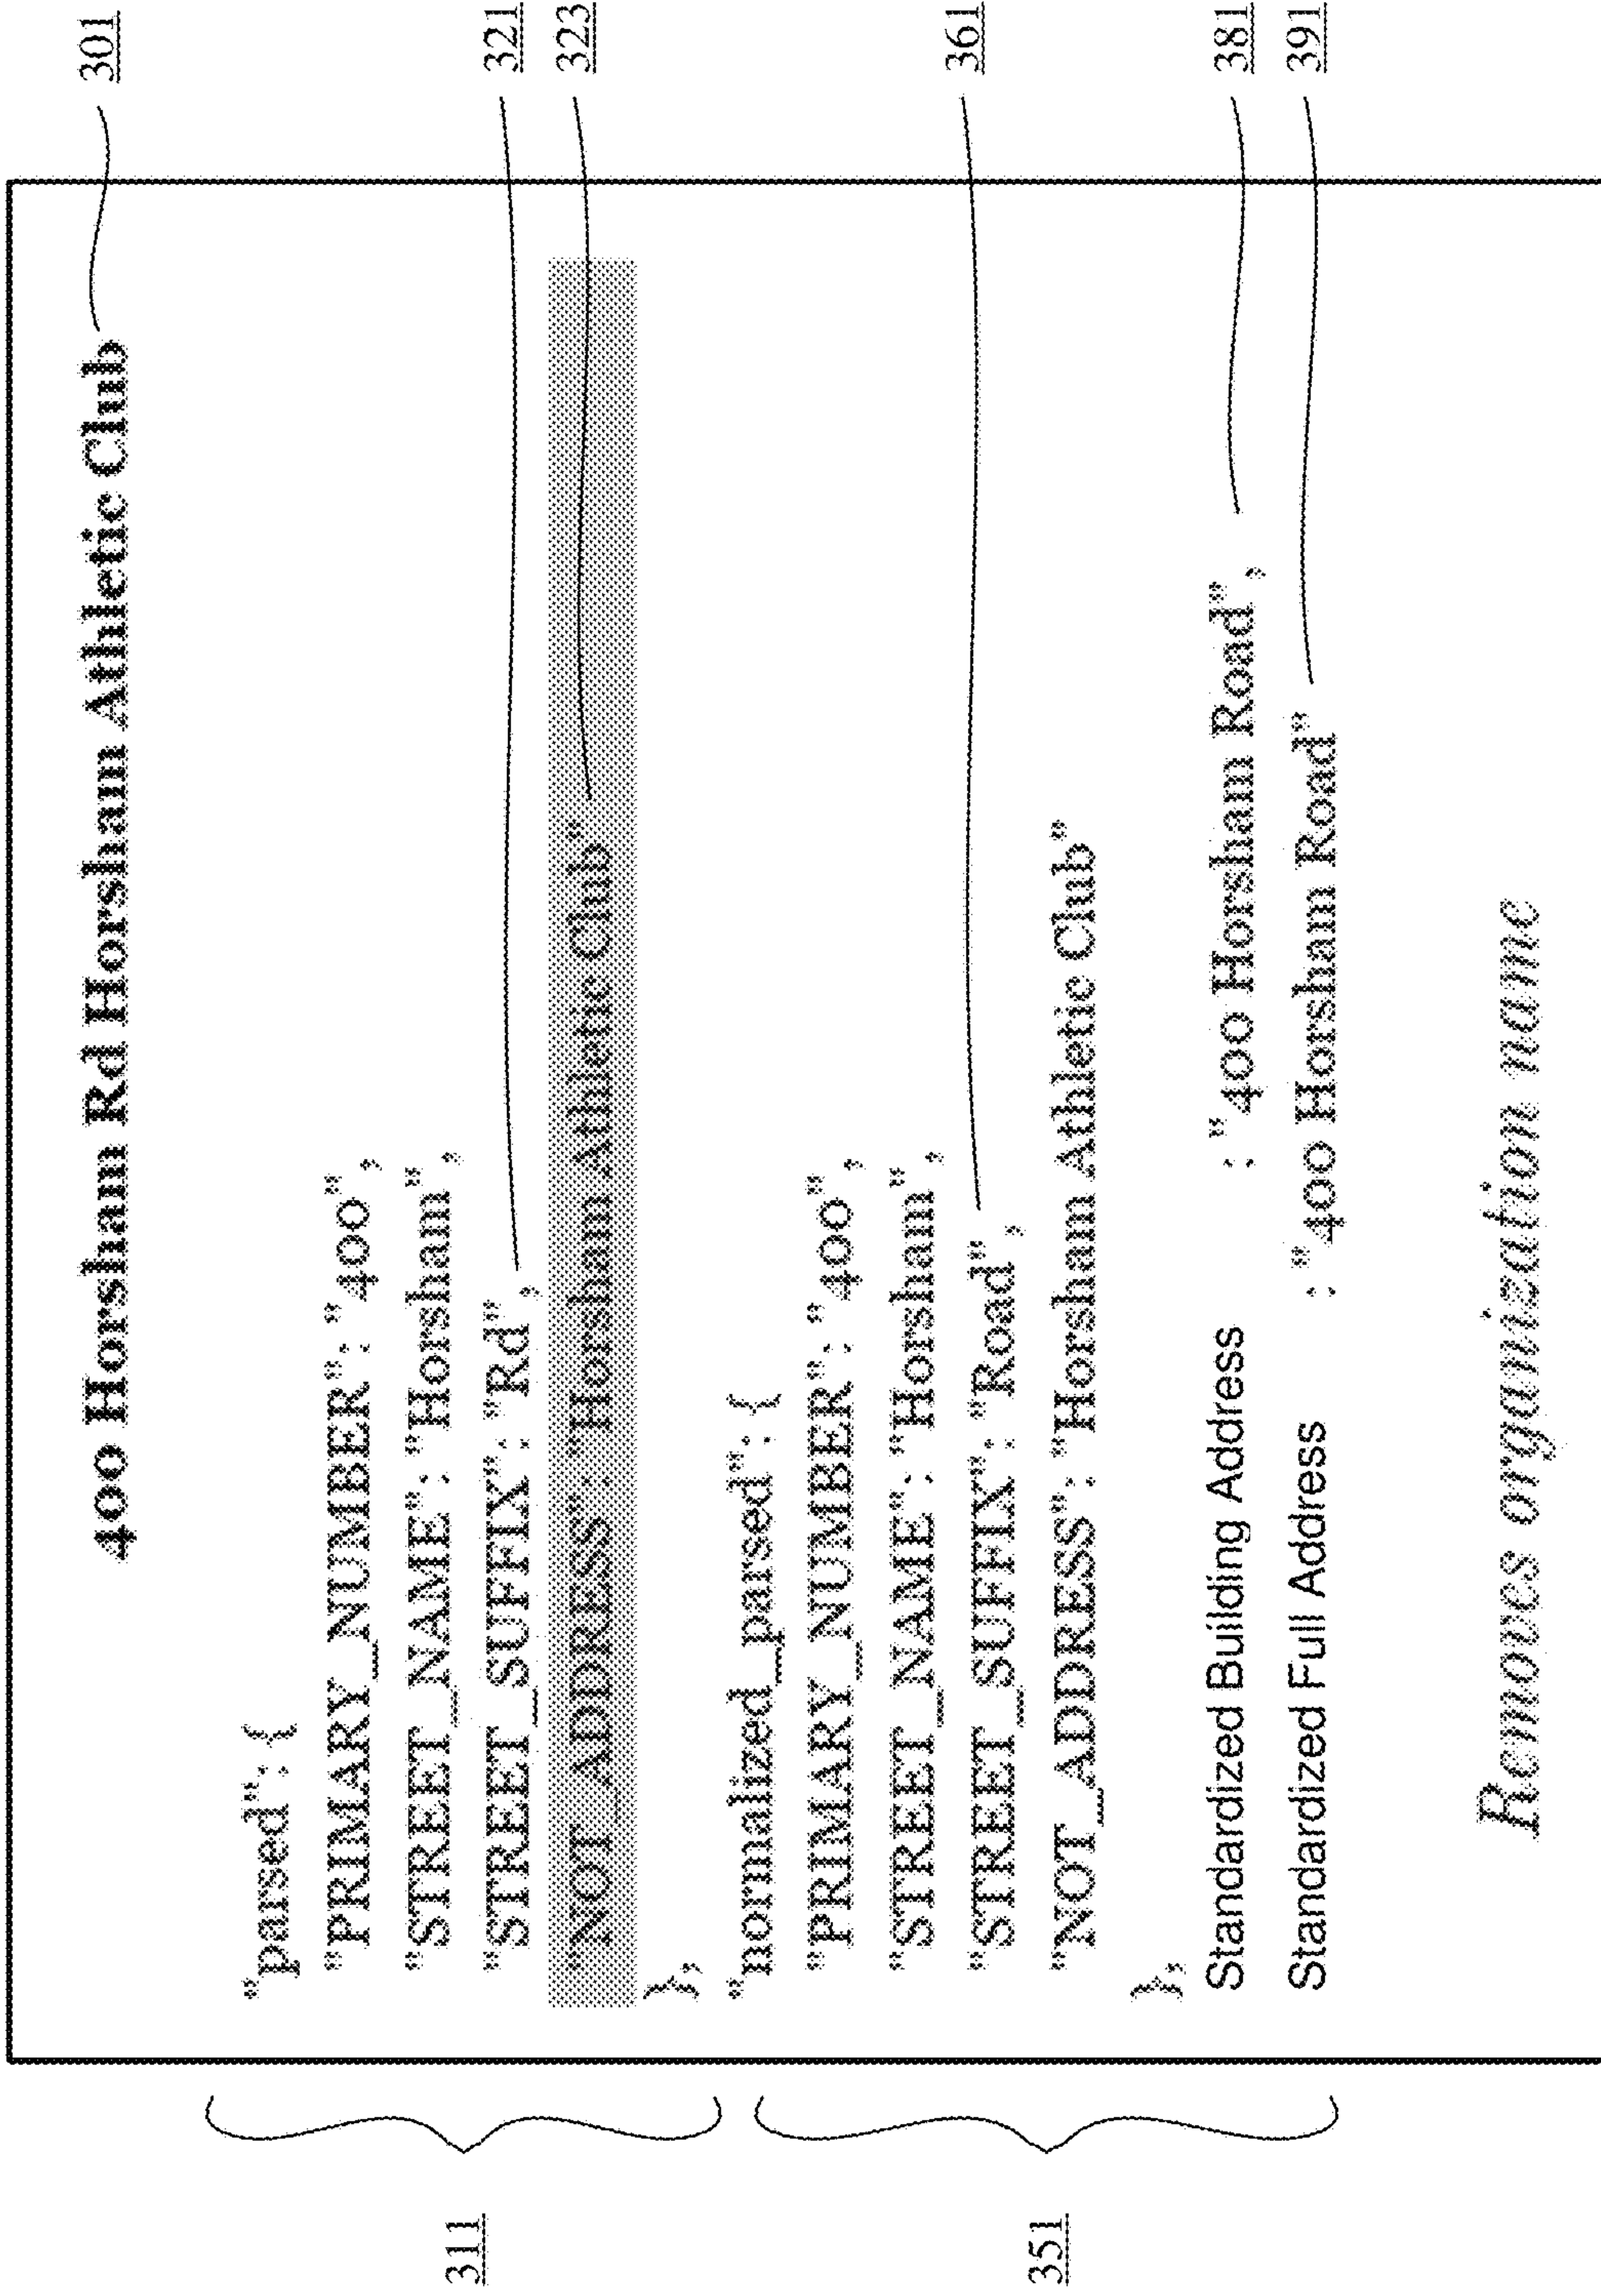 400 Horsham Rd Horsham Athletic Club 301
311
"parsed": {
"PRIMARY_NUMBER": "400",
"STREET_NAME": "Horsham",
"STREET_SUFFIX": "Rd", 321
"NOT_ADDRESS": "Horsham Athletic Club" 323
},
351
"normalized_parsed": {
"PRIMARY_NUMBER": "400",
"STREET_NAME": "Horsham",
"STREET_SUFFIX": "Road", 361
"NOT_ADDRESS": "Horsham Athletic Club"
},
Standardized Building Address : "400 Horsham Road", 381
Standardized Full Address : "400 Horsham Road" 391
Removes organization name